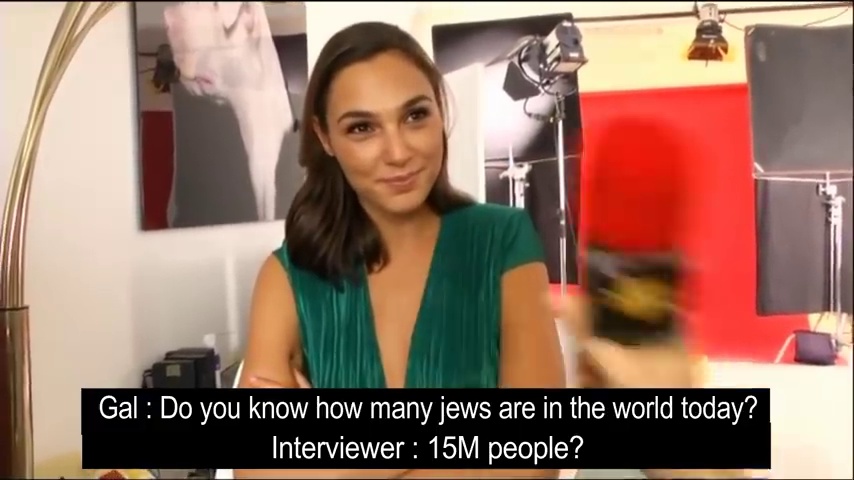 Gal : Do you know how many jews are in the world today?
Interviewer : 15M people?